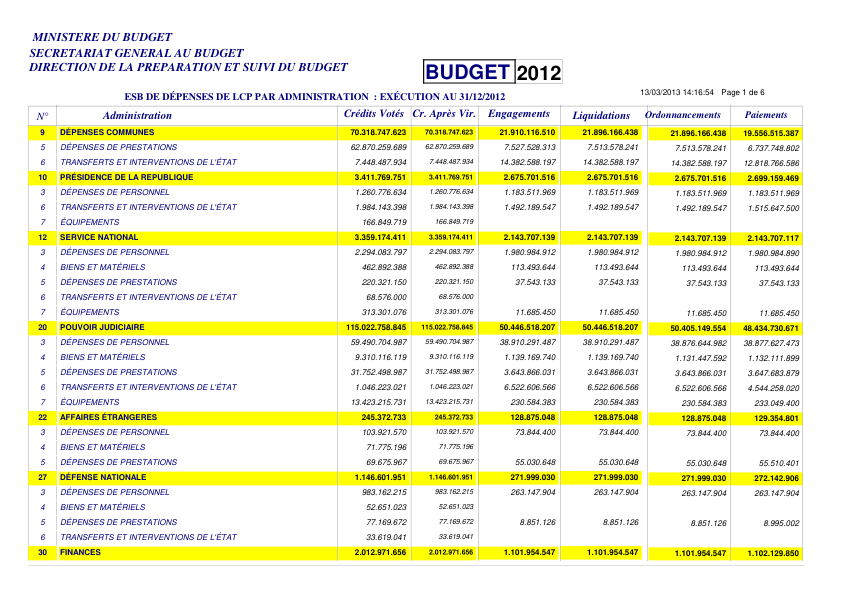 MINISTERE DU BUDGET
SECRETARIAT GENERAL AU BUDGET
DIRECTION DE LA PREPARATION ET SUIVI DU BUDGET
BUDGET 2012
13/03/2013 14:16:54 Page 1 de 6
ESB DE DÉPENSES DE LCP PAR ADMINISTRATION : EXÉCUTION AU 31/12/2012
N° Administration Crédits Votés Cr. Après Vir. Engagements Liquidations Ordonnancements Paiements
9 DÉPENSES COMMUNES 70.318.747.623 70.318.747.623 21.910.116.510 21.896.166.438 21.896.166.438 19.556.515.387
5 DÉPENSES DE PRESTATIONS 62.870.259.689 62.870.259.689 7.527.528.313 7.513.578.241 7.513.578.241 6.737.748.802
6 TRANSFERTS ET INTERVENTIONS DE L'ÉTAT 7.448.487.934 7.448.487.934 14.382.588.197 14.382.588.197 14.382.588.197 12.818.766.586
10 PRÉSIDENCE DE LA REPUBLIQUE 3.411.769.751 3.411.769.751 2.675.701.516 2.675.701.516 2.675.701.516 2.699.159.469
3 DÉPENSES DE PERSONNEL 1.260.776.634 1.260.776.634 1.183.511.969 1.183.511.969 1.183.511.969 1.183.511.969
6 TRANSFERTS ET INTERVENTIONS DE L'ÉTAT 1.984.143.398 1.984.143.398 1.492.189.547 1.492.189.547 1.492.189.547 1.515.647.500
7 ÉQUIPEMENTS 166.849.719 166.849.719
12 SERVICE NATIONAL 3.359.174.411 3.359.174.411 2.143.707.139 2.143.707.139 2.143.707.139 2.143.707.117
3 DÉPENSES DE PERSONNEL 2.294.083.797 2.294.083.797 1.980.984.912 1.980.984.912 1.980.984.912 1.980.984.890
4 BIENS ET MATÉRIELS 462.892.388 462.892.388 113.493.644 113.493.644 113.493.644 113.493.644
5 DÉPENSES DE PRESTATIONS 220.321.150 220.321.150 37.543.133 37.543.133 37.543.133 37.543.133
6 TRANSFERTS ET INTERVENTIONS DE L'ÉTAT 68.576.000 68.576.000
7 ÉQUIPEMENTS 313.301.076 313.301.076 11.685.450 11.685.450 11.685.450 11.685.450
20 POUVOIR JUDICIAIRE 115.022.758.845 115.022.758.845 50.446.518.207 50.446.518.207 50.405.149.554 48.434.730.671
3 DÉPENSES DE PERSONNEL 59.490.704.987 59.490.704.987 38.910.291.487 38.910.291.487 38.876.644.982 38.877.627.473
4 BIENS ET MATÉRIELS 9.310.116.119 9.310.116.119 1.139.169.740 1.139.169.740 1.131.447.592 1.132.111.899
5 DÉPENSES DE PRESTATIONS 31.752.498.987 31.752.498.987 3.643.866.031 3.643.866.031 3.643.866.031 3.647.683.879
6 TRANSFERTS ET INTERVENTIONS DE L'ÉTAT 1.046.223.021 1.046.223.021 6.522.566.566 6.522.566.566 6.522.606.566 4.544.258.020
7 ÉQUIPEMENTS 13.423.215.931 13.423.215.931 230.584.383 230.584.383 230.584.383 233.049.400
22 AFFAIRES ÉTRANGERES 245.372.733 245.372.733 128.875.048 128.875.048 128.875.048 129.354.801
3 DÉPENSES DE PERSONNEL 103.921.570 103.921.570 73.844.400 73.844.400 73.844.400 73.844.400
4 BIENS ET MATÉRIELS 71.775.196 71.775.196
5 DÉPENSES DE PRESTATIONS 69.675.967 69.675.967 55.030.648 55.030.648 55.030.648 55.510.401
27 DÉFENSE NATIONALE 1.146.601.951 1.146.601.951 271.999.030 271.999.030 271.999.030 272.142.906
3 DÉPENSES DE PERSONNEL 983.162.215 983.162.215 263.147.904 263.147.904 263.147.904 263.147.904
4 BIENS ET MATÉRIELS 52.651.023 52.651.023
5 DÉPENSES DE PRESTATIONS 77.169.672 77.169.672 8.851.126 8.851.126 8.851.126 8.995.002
6 TRANSFERTS ET INTERVENTIONS DE L'ÉTAT 33.619.041 33.619.041
30 FINANCES 2.012.971.656 2.012.971.656 1.101.954.547 1.101.954.547 1.101.954.547 1.102.129.850